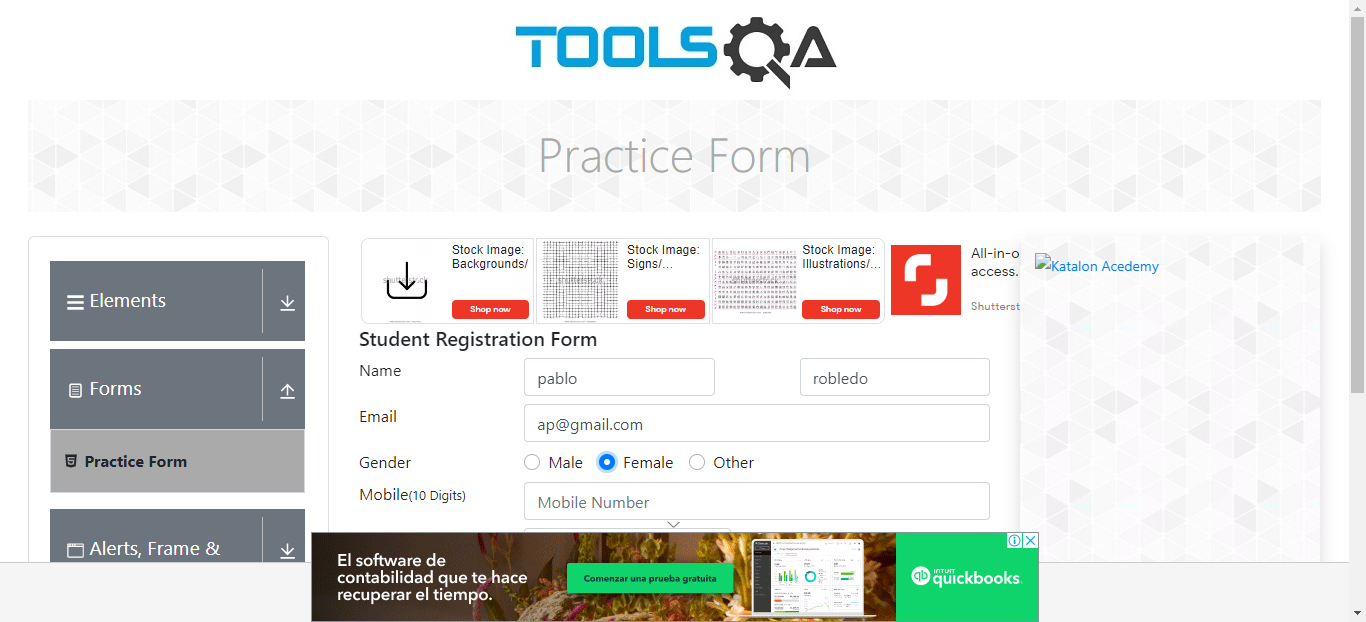 TOOLSQA
Practice Form
Elements
Forms
Practice Form
Alerts, Frame &
Stock Image:
Backgrounds/
Shop now
Stock Image:
Signs/...
Shop now
Stock Image:
Illustrations/...
Shop now
All-in-o
access.
Shutterst
Katalon Acedemy
Student Registration Form
Name
pablo
robledo
Email
ap@gmail.com
Gender
Male
Female
Other
Mobile(10 Digits)
Mobile Number
El software de
contabilidad que te hace
recuperar el tiempo.
Comenzar una prueba gratuita
INTUIT
quickbooks.